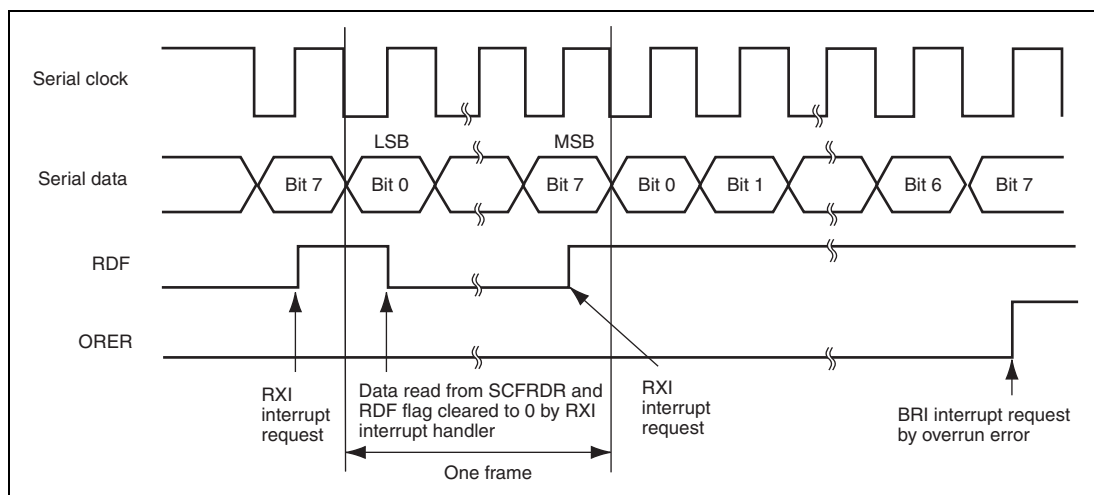 Serial clock
LSB
MSB
Serial data
Bit 7
Bit 0
Bit 7
Bit 0
Bit 1
Bit 6
Bit 7
RDF
ORER
RXI
interrupt
request
Data read from SCFRDR and
RDF flag cleared to 0 by RXI
interrupt handler
RXI
interrupt
request
BRI interrupt request
by overrun error
One frame